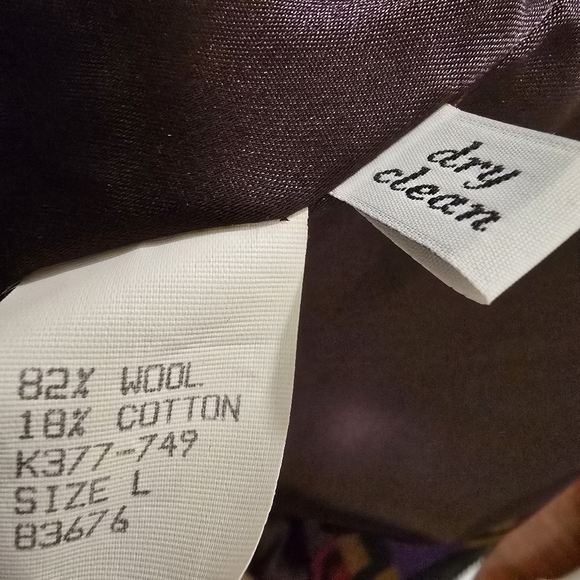 dry
clean
82% WOOL
18% COTTON
K377-749
SIZE L
83676